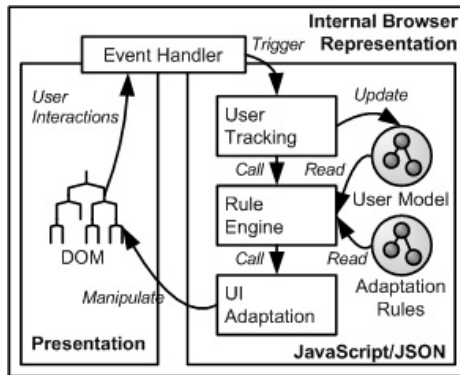 Internal Browser
Representation
Event Handler
Trigger
User
Interactions
User
Tracking
Update
Call
Read
User Model
Rule
Engine
DOM
Call
Read
Adaptation
Rules
Manipulate
UI
Adaptation
Presentation
JavaScript/JSON